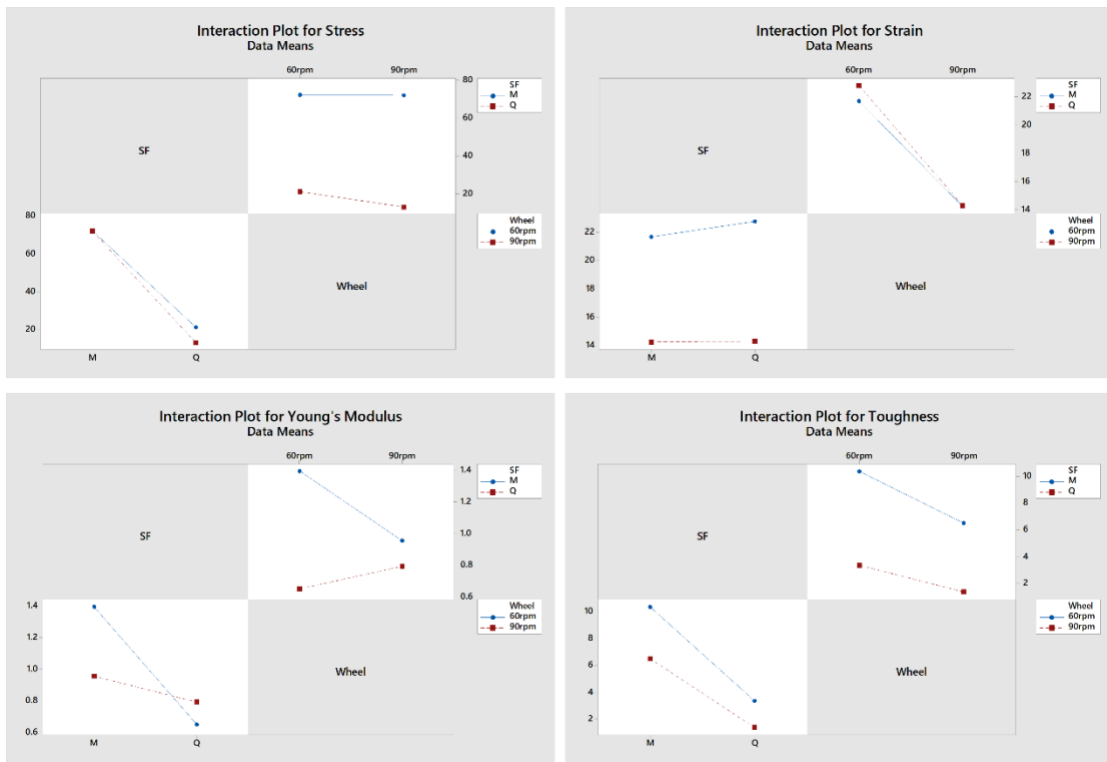 Interaction Plot for Stress
Data Means
60rpm 90rpm
80
60
40
20
SF
M
Q
SF
80
60
40
20
Wheel
Wheel
60rpm
90rpm
M Q
Interaction Plot for Strain
Data Means
60rpm 90rpm
22
20
18
16
14
SF
M
Q
SF
22
20
18
16
14
Wheel
Wheel
60rpm
90rpm
M Q
Interaction Plot for Young's Modulus
Data Means
60rpm 90rpm
1.4
1.2
1.0
0.8
0.6
SF
M
Q
SF
1.4
1.2
1.0
0.8
0.6
Wheel
Wheel
60rpm
90rpm
M Q
Interaction Plot for Toughness
Data Means
60rpm 90rpm
10
8
6
4
2
SF
M
Q
SF
10
8
6
4
2
Wheel
Wheel
60rpm
90rpm
M Q